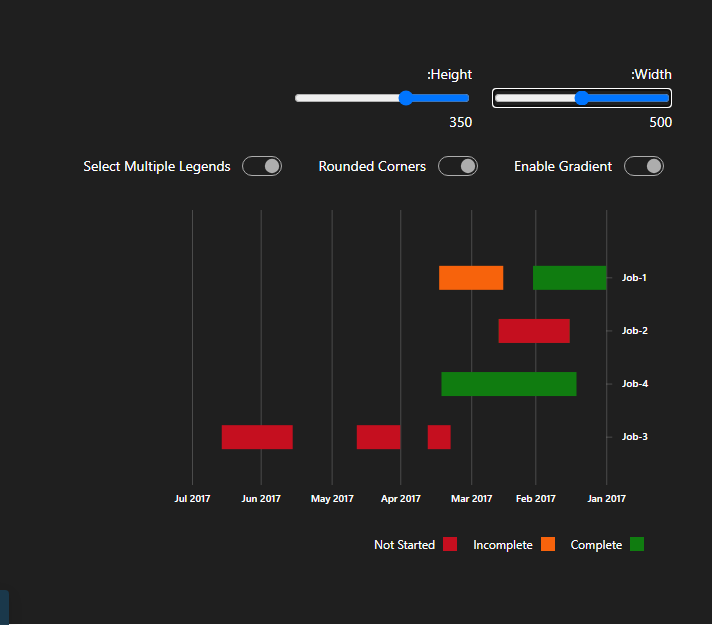 :Height
:Width
350
500
Select Multiple Legends
Rounded Corners
Enable Gradient
Job-1
Job-2
Job-4
Job-3
Jul 2017
Jun 2017
May 2017
Apr 2017
Mar 2017
Feb 2017
Jan 2017
Not Started
Incomplete
Complete